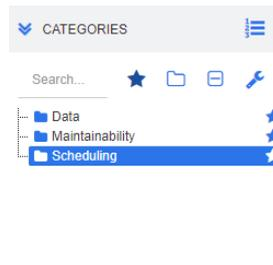 CATEGORIES
Search...
Data
Maintainability
Scheduling